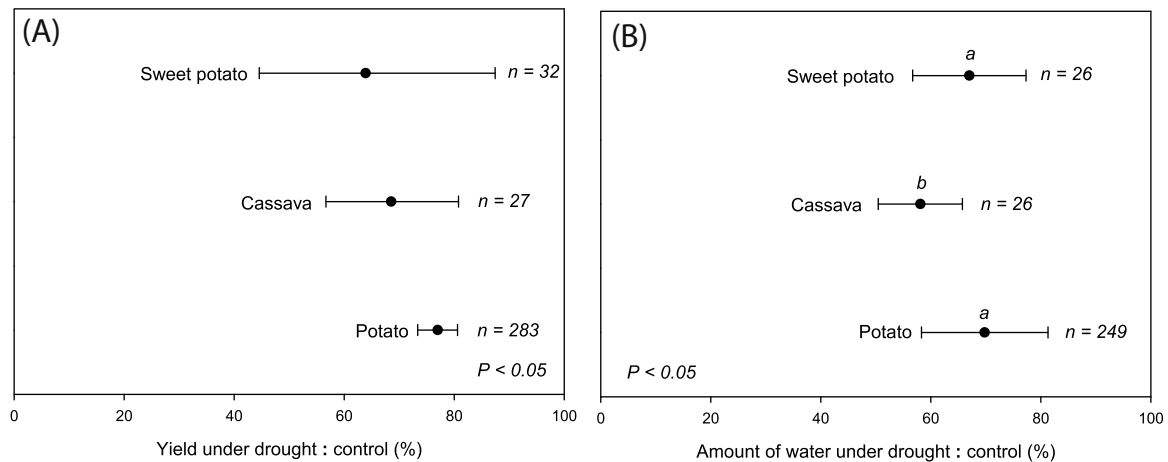 (A)
Sweet potato
n = 32
Cassava
n = 27
Potato
n = 283
P < 0.05
0 20 40 60 80 100
Yield under drought : control (%)
(B)
a
Sweet potato
n = 26
b
Cassava
n = 26
a
Potato
n = 249
P < 0.05
0 20 40 60 80 100
Amount of water under drought : control (%)